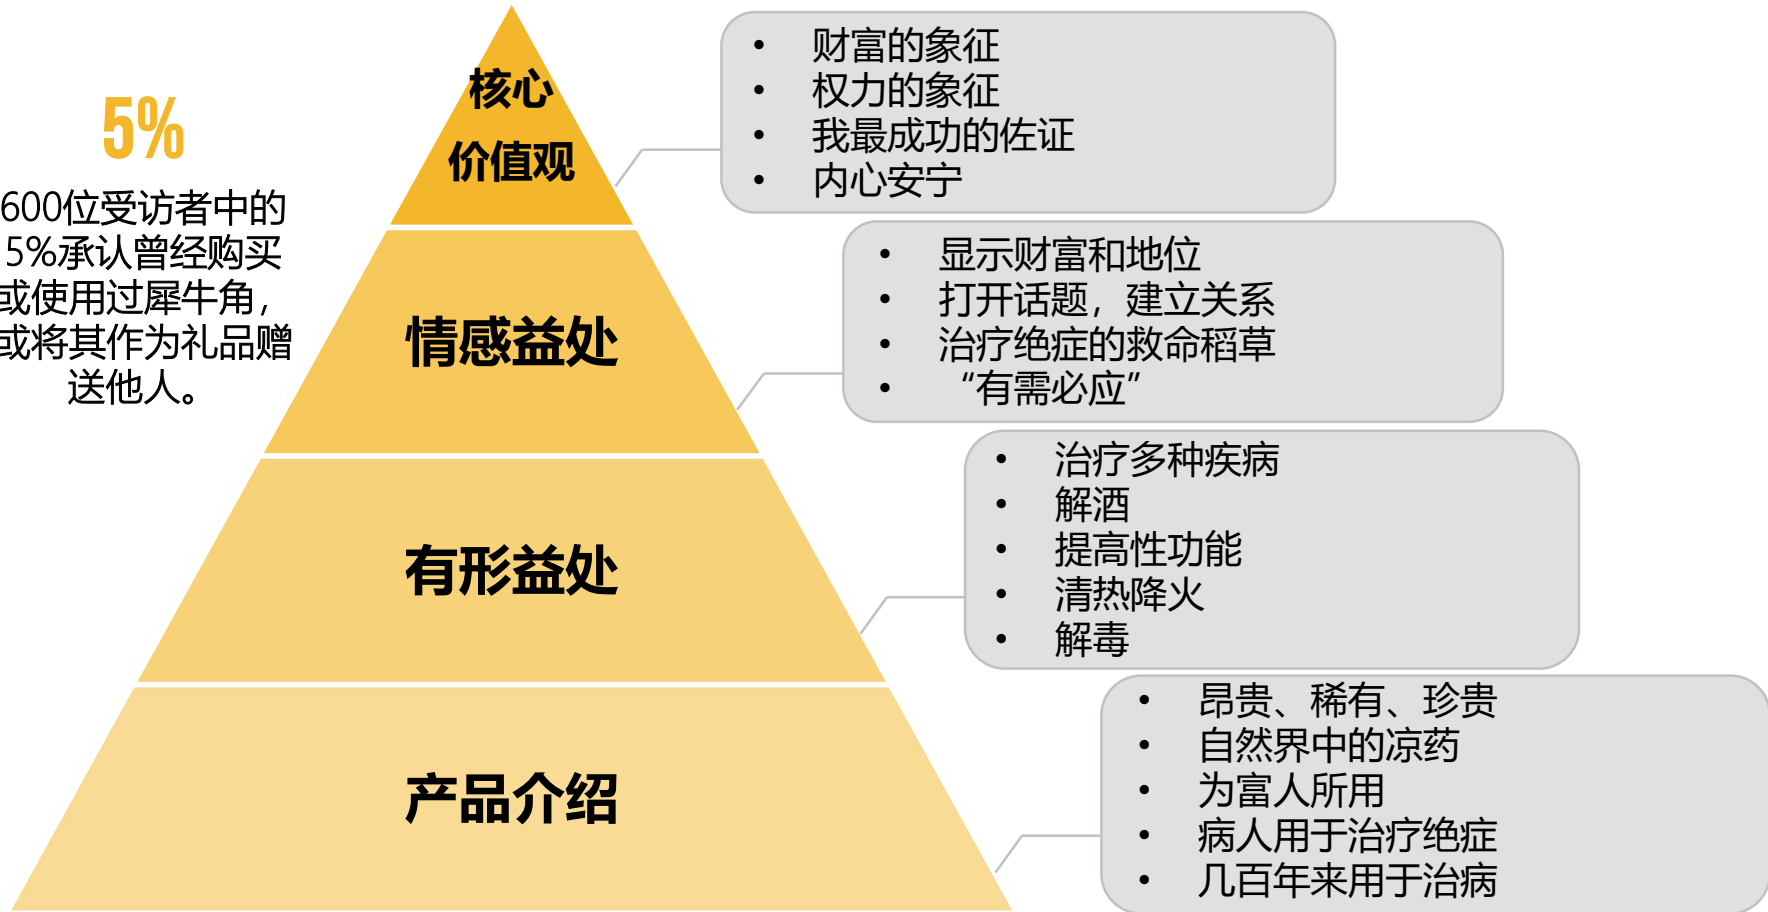 5%
600位受访者中的
5%承认曾经购买
或使用过犀牛角，
或将其作为礼品赠
送他人。
核心
价值观
• 财富的象征
• 权力的象征
• 我最成功的佐证
• 内心安宁
情感益处
• 显示财富和地位
• 打开话题，建立关系
• 治疗绝症的救命稻草
• “有需必应”
有形益处
• 治疗多种疾病
• 解酒
• 提高性功能
• 清热降火
• 解毒
产品介绍
• 昂贵、稀有、珍贵
• 自然界中的凉药
• 为富人所用
• 病人用于治疗绝症
• 几百年来用于治病